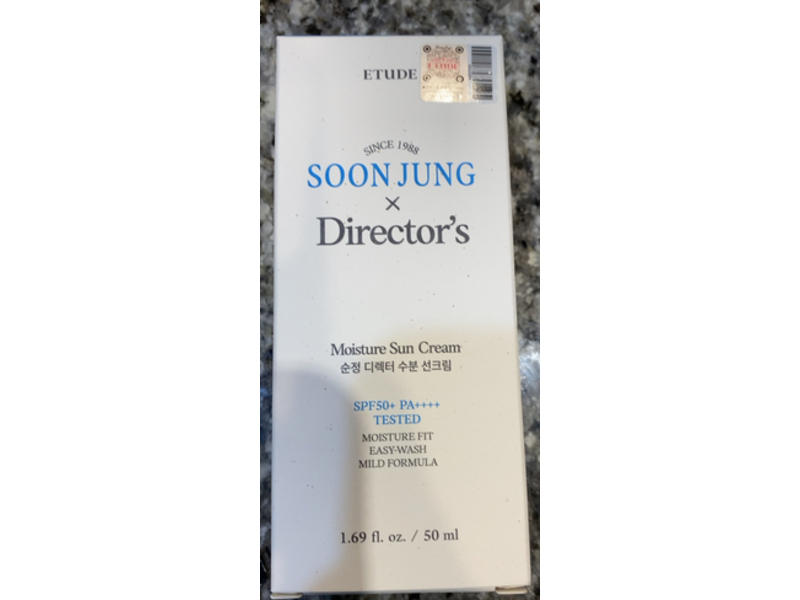 ETUDE
SINCE 1988
SOON JUNG
×
Director's
Moisture Sun Cream
순정 디렉터 수분 선크림
SPF50+ PA++++
TESTED
MOISTURE FIT
EASY-WASH
MILD FORMULA
1.69 fl. oz. / 50 ml